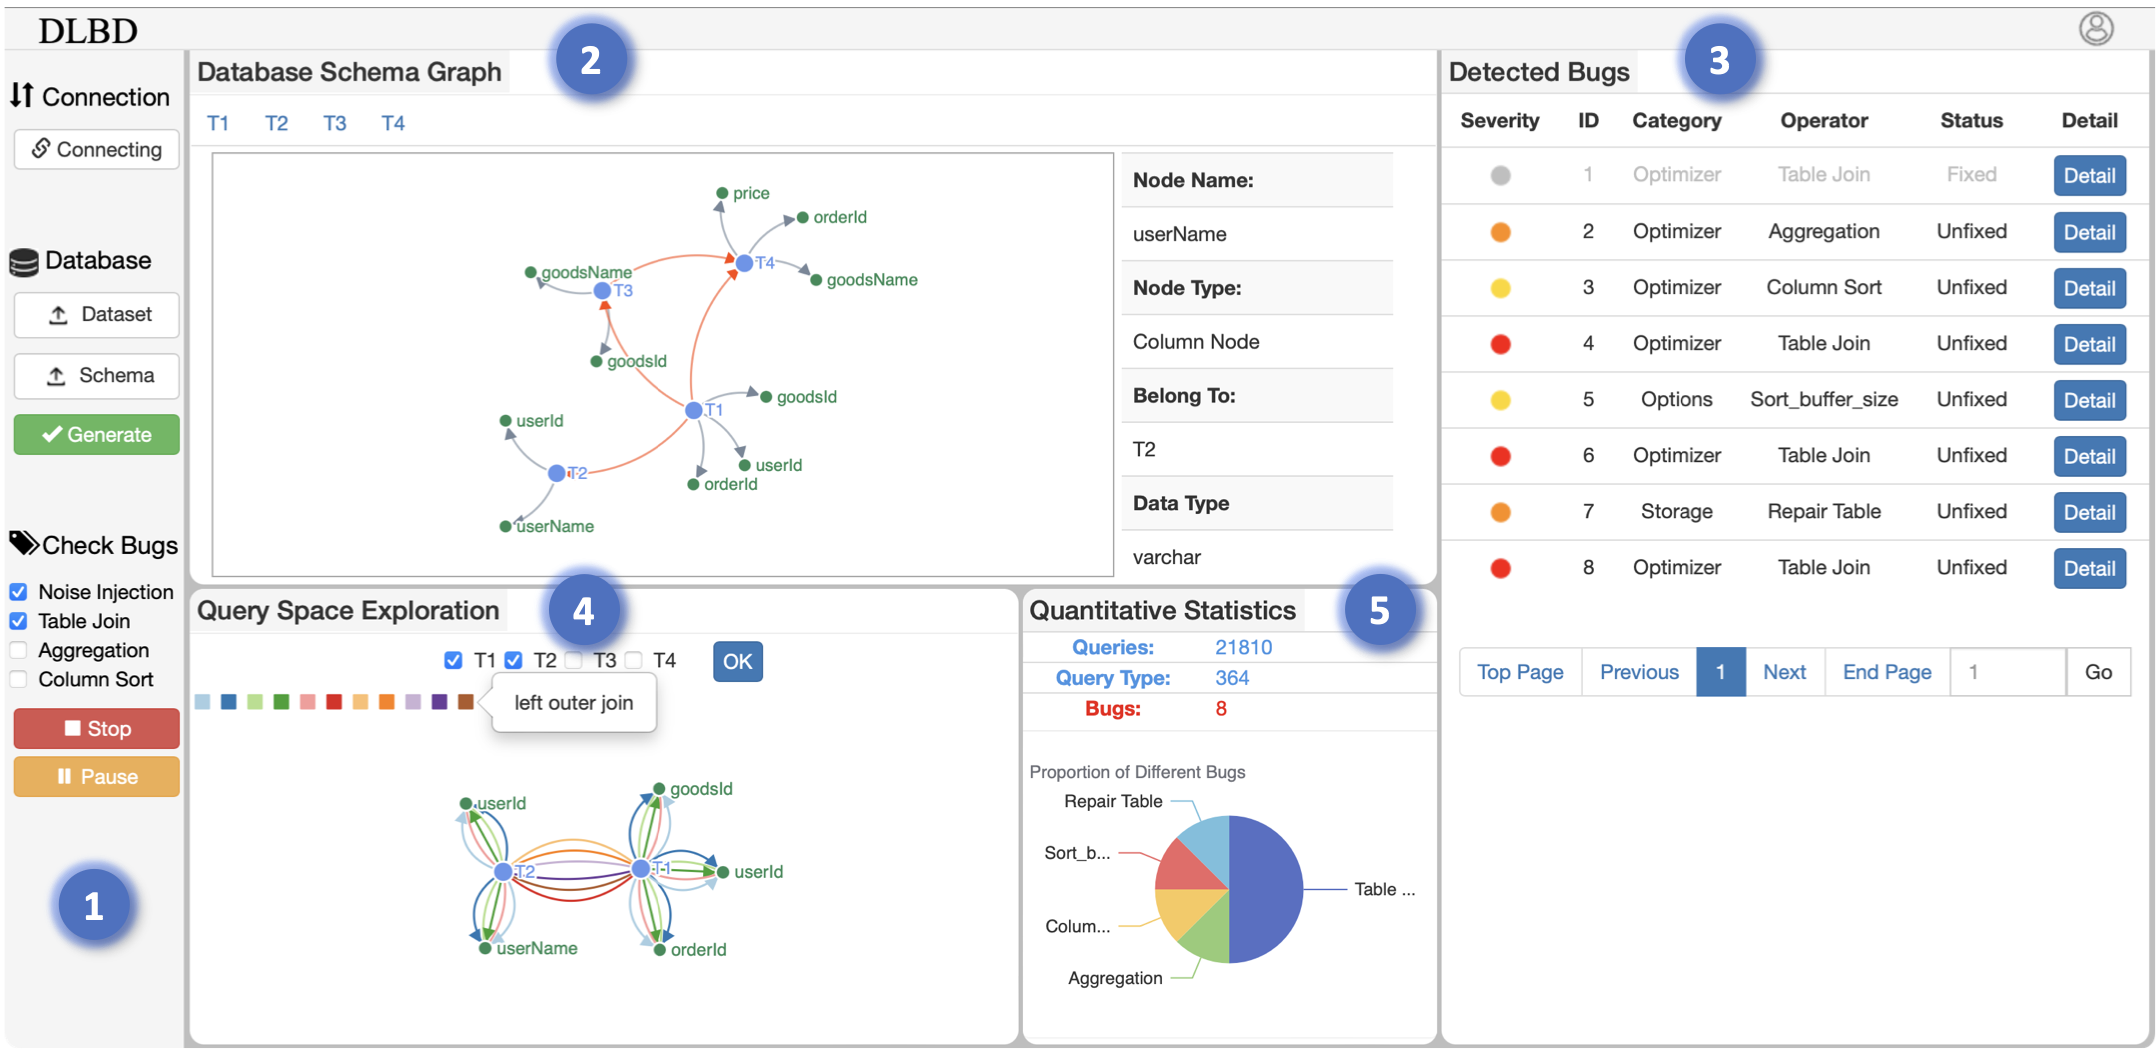 DLBD
Connection
Connecting
Database
Dataset
Schema
Generate
Check Bugs
Noise Injection
Table Join
Aggregation
Column Sort
Stop
Pause
1
Database Schema Graph
2
T1 T2 T3 T4
price
orderId
T4
goodsName
goodsName
T3
goodsId
goodsId
T1
userId
userId
orderId
T2
userName
Node Name:
userName
Node Type:
Column Node
Belong To:
T2
Data Type
varchar
Detected Bugs
3
Severity ID Category Operator Status Detail
1 Optimizer Table Join Fixed Detail
2 Optimizer Aggregation Unfixed Detail
3 Optimizer Column Sort Unfixed Detail
4 Optimizer Table Join Unfixed Detail
5 Options Sort_buffer_size Unfixed Detail
6 Optimizer Table Join Unfixed Detail
7 Storage Repair Table Unfixed Detail
8 Optimizer Table Join Unfixed Detail
Top Page Previous 1 Next End Page 1 Go
Query Space Exploration
4
T1 T2 T3 T4 OK
left outer join
goodsId
userId
T2 T1 userId
userName orderId
Quantitative Statistics
5
Queries: 21810
Query Type: 364
Bugs: 8
Proportion of Different Bugs
Repair Table
Sort_b...
Table ...
Colum...
Aggregation